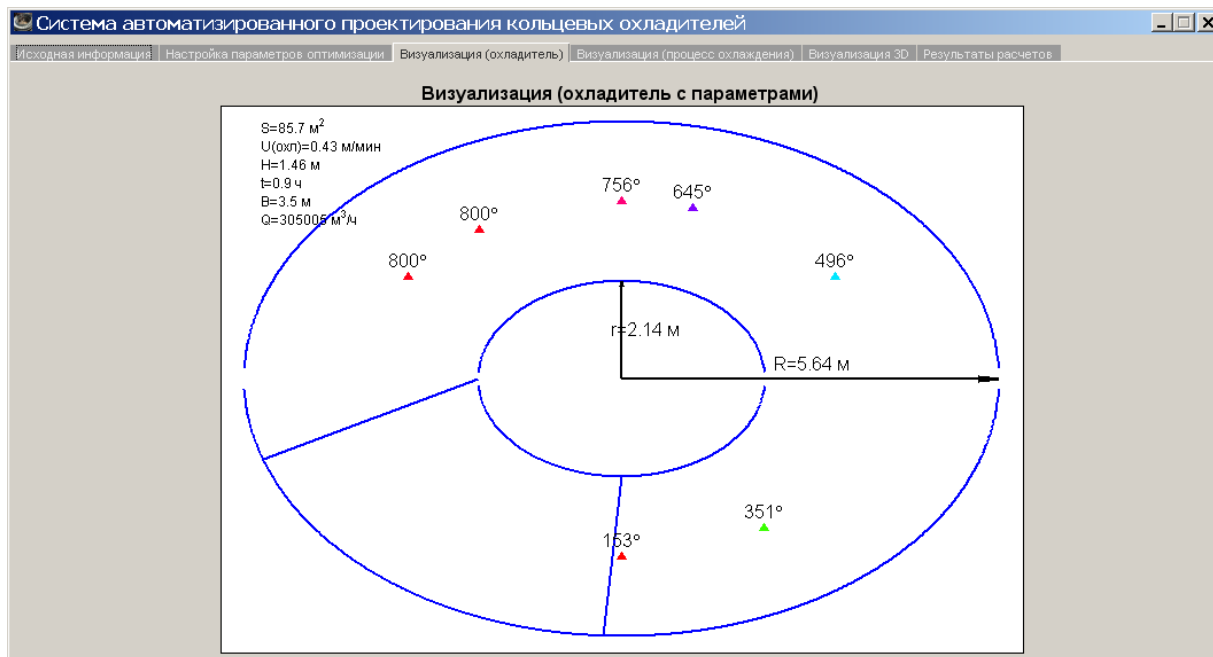 Система автоматизированного проектирования кольцевых охладителей
Исходная информация Настройка параметров оптимизации Визуализация (охладитель) Визуализация (процесс охлаждения) Визуализация 3D Результаты расчетов
Визуализация (охладитель с параметрами)
S=85.7 м²
U(охл)=0.43 м/мин
H=1.46 м
t=0.9 ч
B=3.5 м
Q=305005 м³/ч
756°
645°
800°
800°
496°
r=2.14 м
R=5.64 м
351°
153°